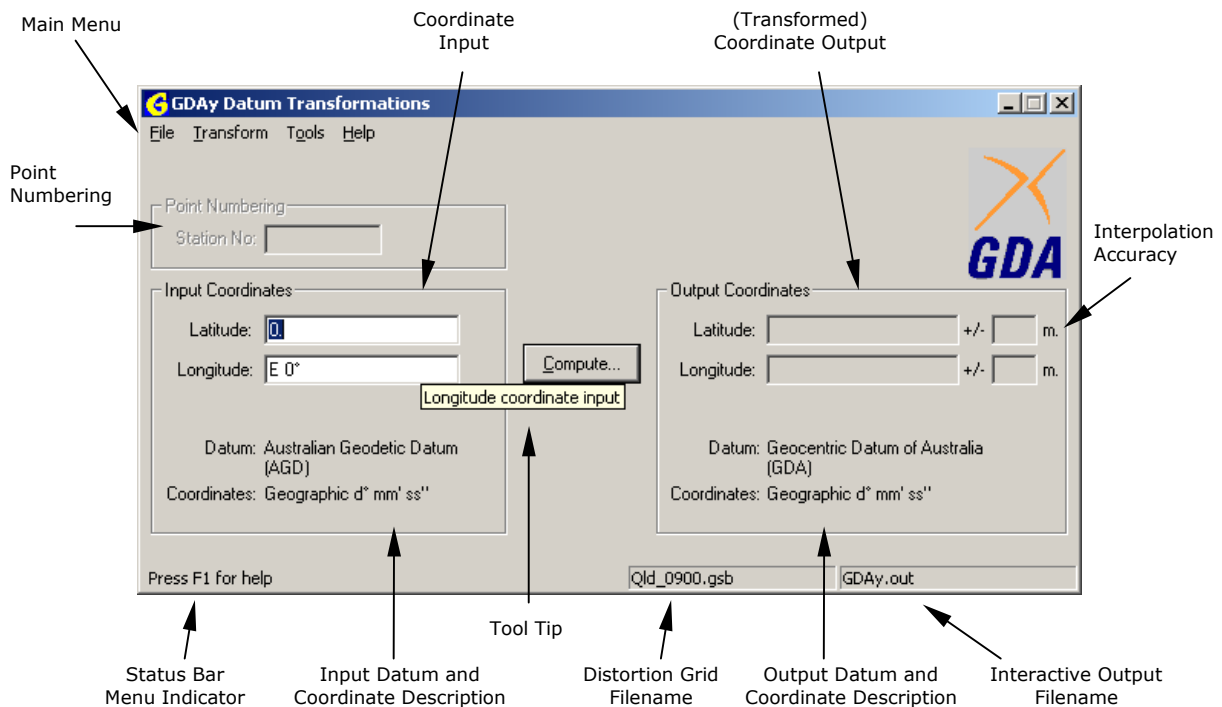 Main Menu
Coordinate
Input
(Transformed)
Coordinate Output
GDAy Datum Transformations
File Transform Tools Help
Point
Numbering
Point Numbering
Station No:
GDA
Interpolation
Accuracy
Input Coordinates
Latitude: 0.
Longitude: E 0°
Compute...
Longitude coordinate input
Output Coordinates
Latitude: +/- m.
Longitude: +/- m.
Datum: Australian Geodetic Datum
(AGD)
Coordinates: Geographic d° mm' ss''
Datum: Geocentric Datum of Australia
(GDA)
Coordinates: Geographic d° mm' ss''
Press F1 for help
Qld_0900.gsb
GDAy.out
Tool Tip
Status Bar
Menu Indicator
Input Datum and
Coordinate Description
Distortion Grid
Filename
Output Datum and
Coordinate Description
Interactive Output
Filename